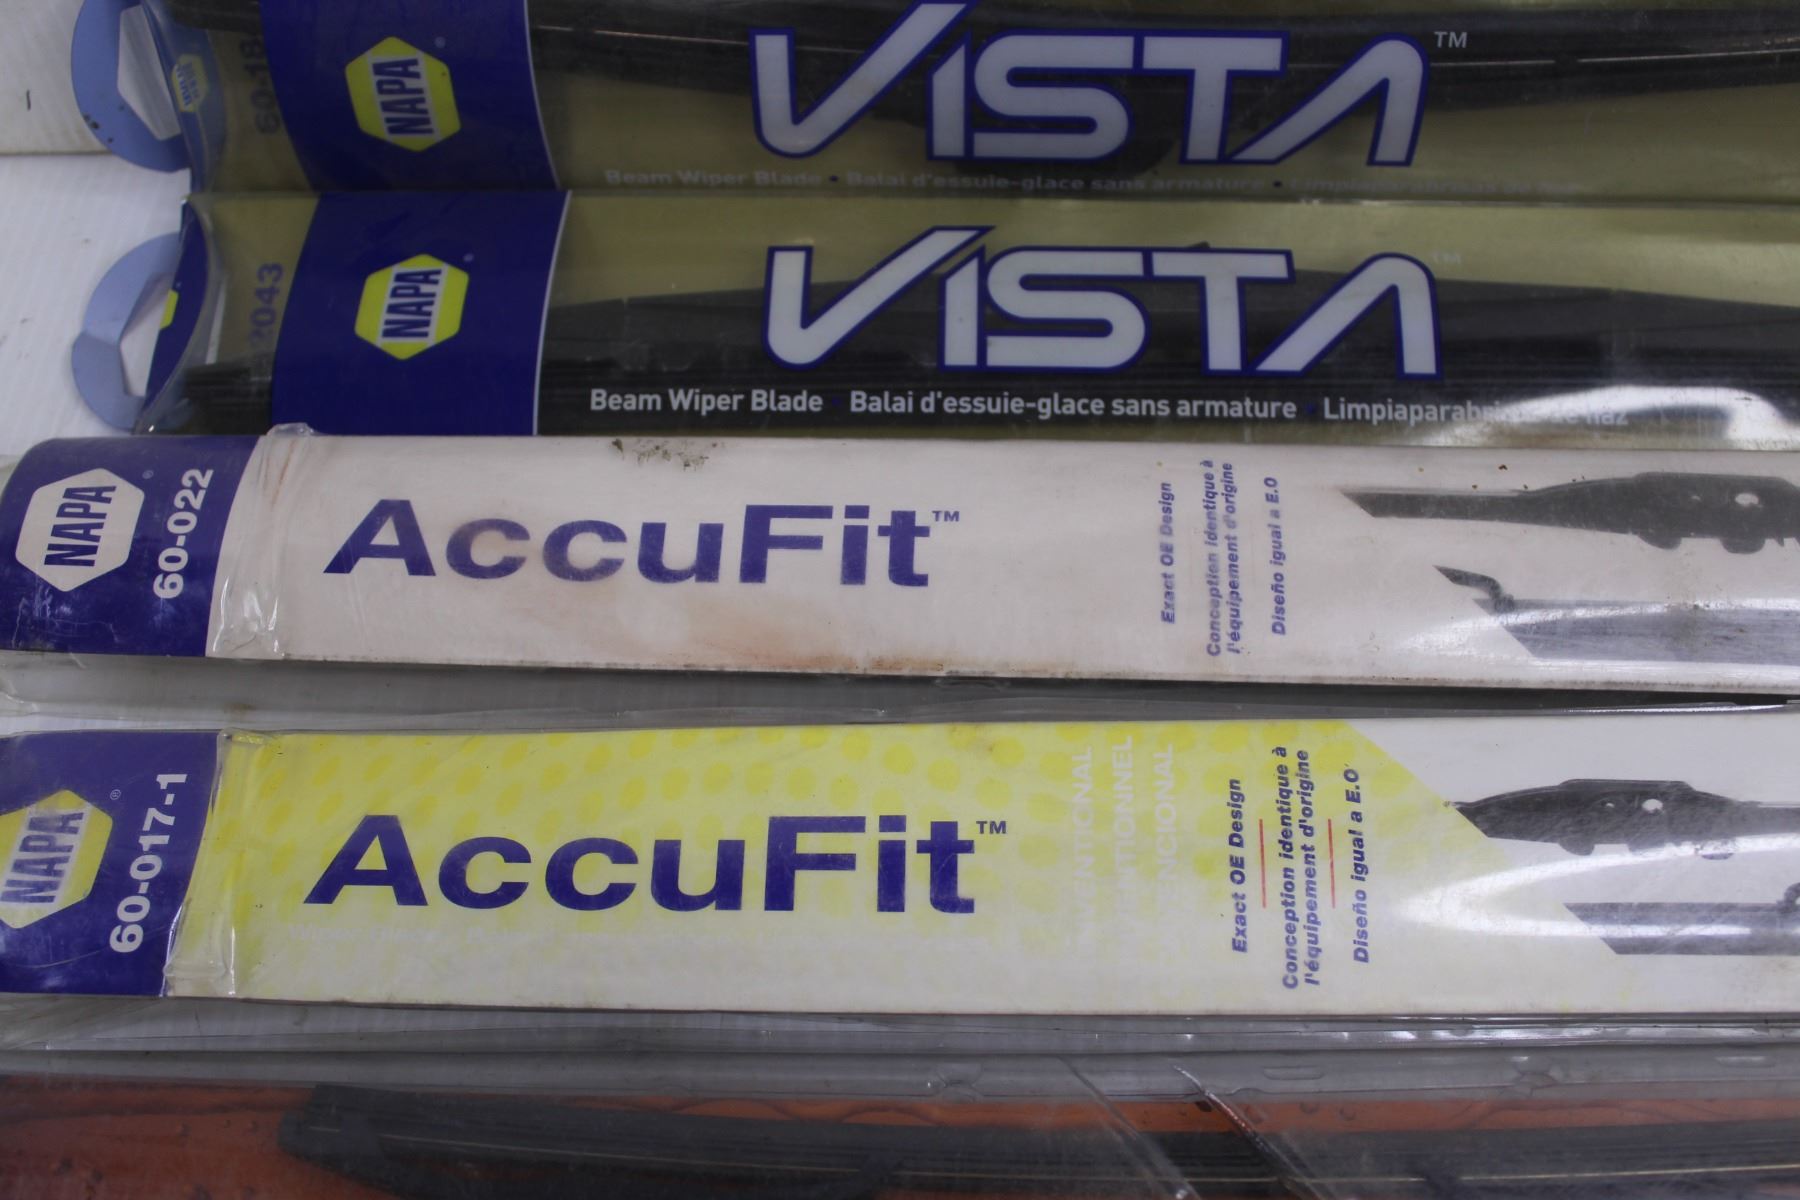 NAPA
VISTA™
Beam Wiper Blade • Balai d'essuie-glace sans armature •
NAPA
VISTA™
Beam Wiper Blade Balai d'essuie-glace sans armature
NAPA
60-022
AccuFit™
Exact OE Design
Conception identique à
l'équipement d'origine
Diseño igual a E.O
NAPA
60-017-1
AccuFit™
Exact OE Design
Conception identique à
l'équipement d'origine
Diseño igual a E.O